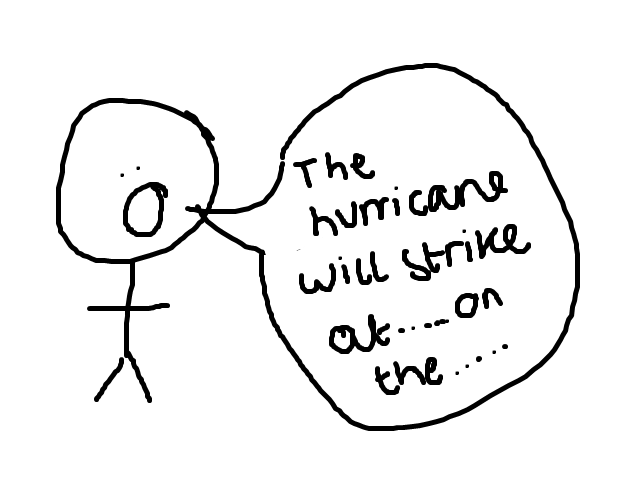 The
hurricane
will strike
at......on
the.....